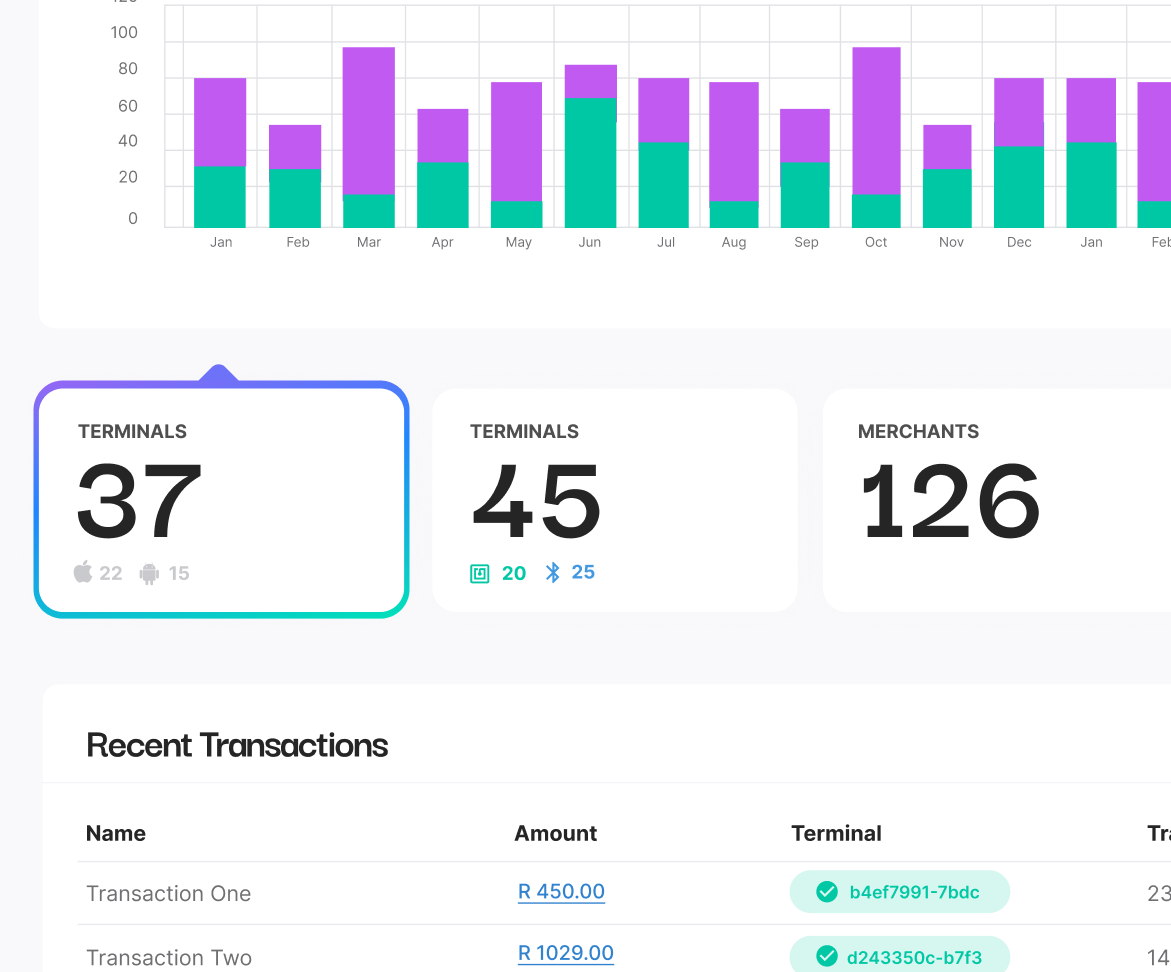 120
100
80
60
40
20
0
Jan Feb Mar Apr May Jun Jul Aug Sep Oct Nov Dec Jan Feb
TERMINALS TERMINALS MERCHANTS
37 45 126
22 15 20 25
Recent Transactions
Name Amount Terminal Tra
Transaction One R 450.00 b4ef7991-7bdc 23
Transaction Two R 1029.00 d243350c-b7f3 14